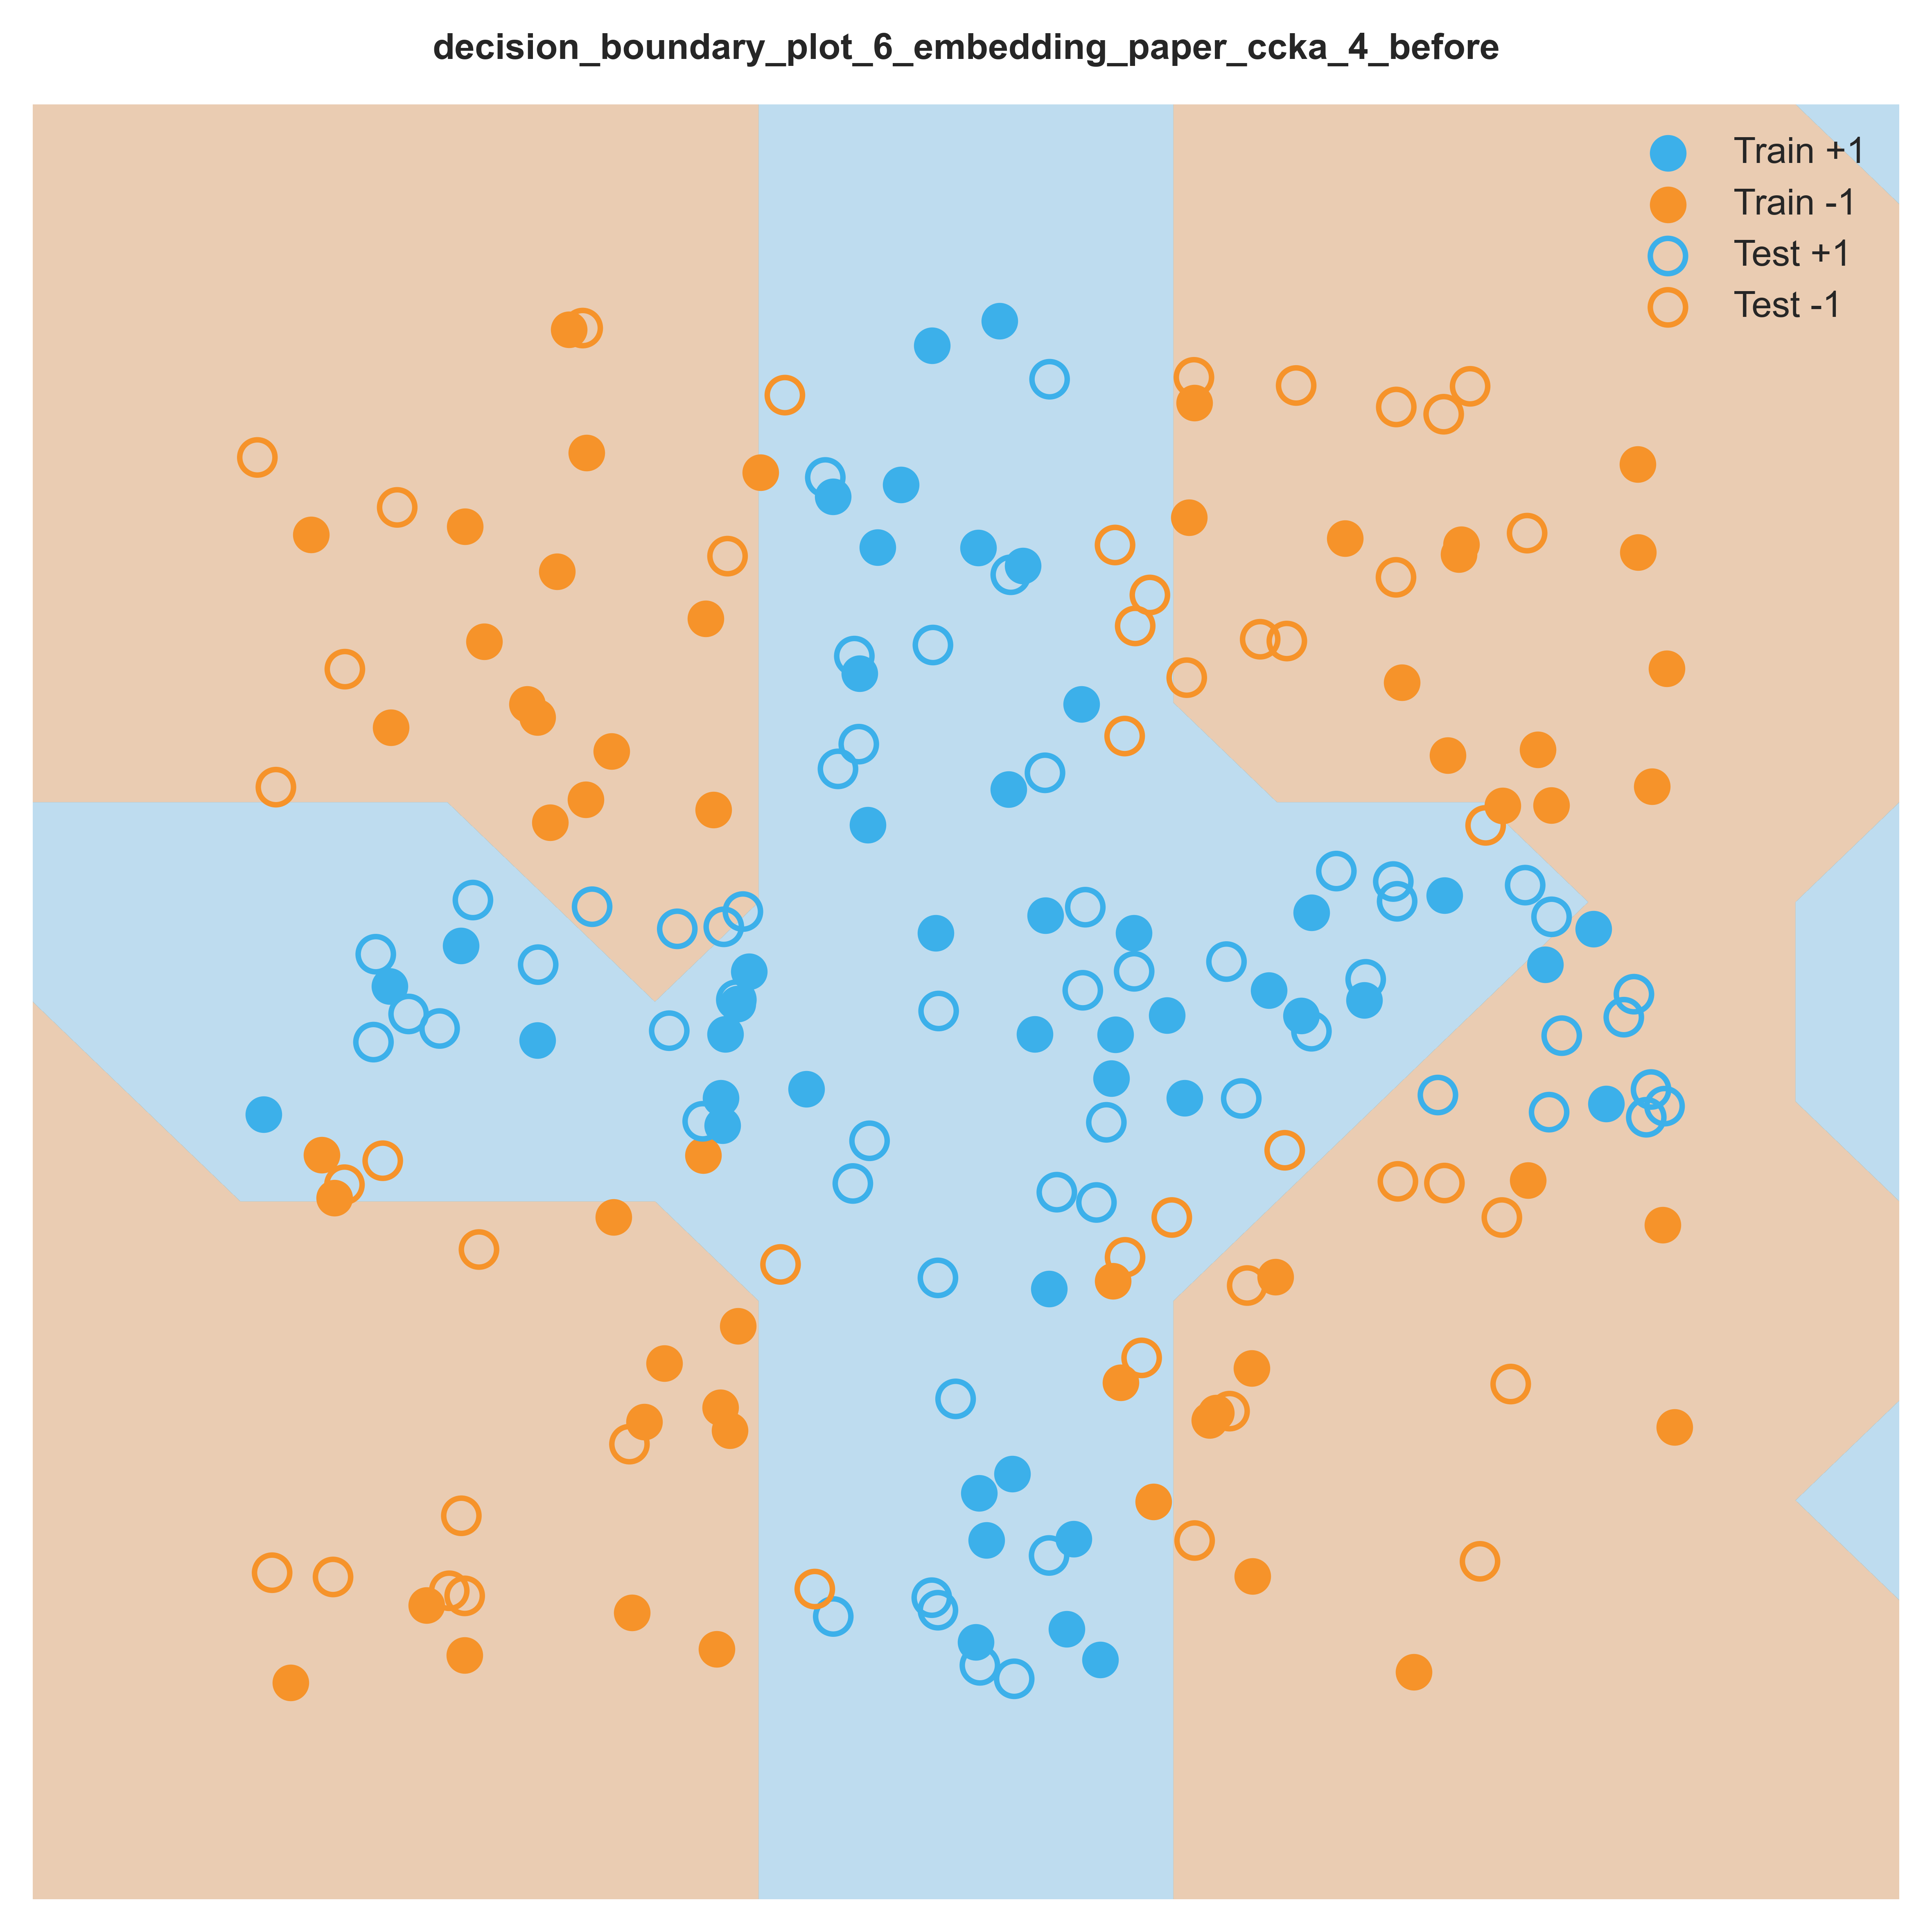 decision_boundary_plot_6_embedding_paper_ccka_4_before
Train +1
Train -1
Test +1
Test -1